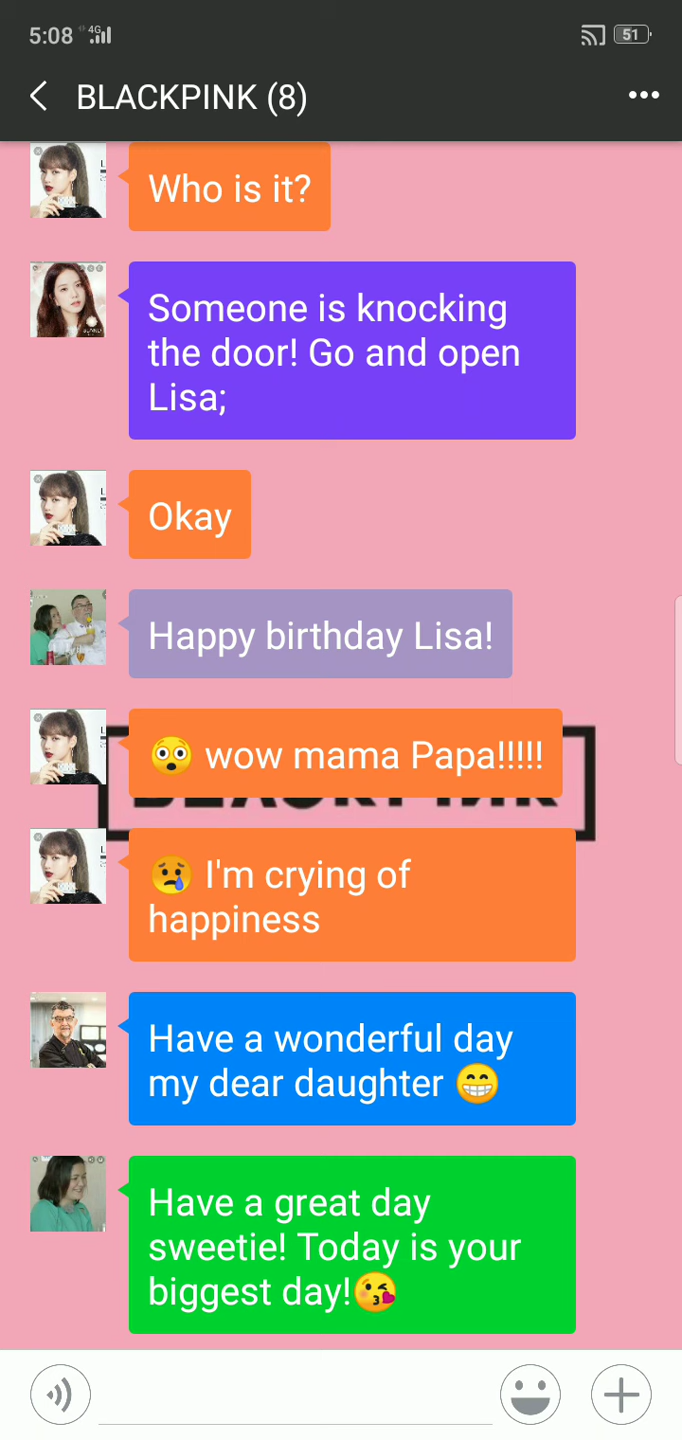 5:08 4G 51
BLACKPINK (8)
Who is it?
Someone is knocking
the door! Go and open
Lisa;
Okay
Happy birthday Lisa!
😲 wow mama Papa!!!!!
BLACKPINK
😢 I'm crying of
happiness
Have a wonderful day
my dear daughter 😁
Have a great day
sweetie! Today is your
biggest day!😘